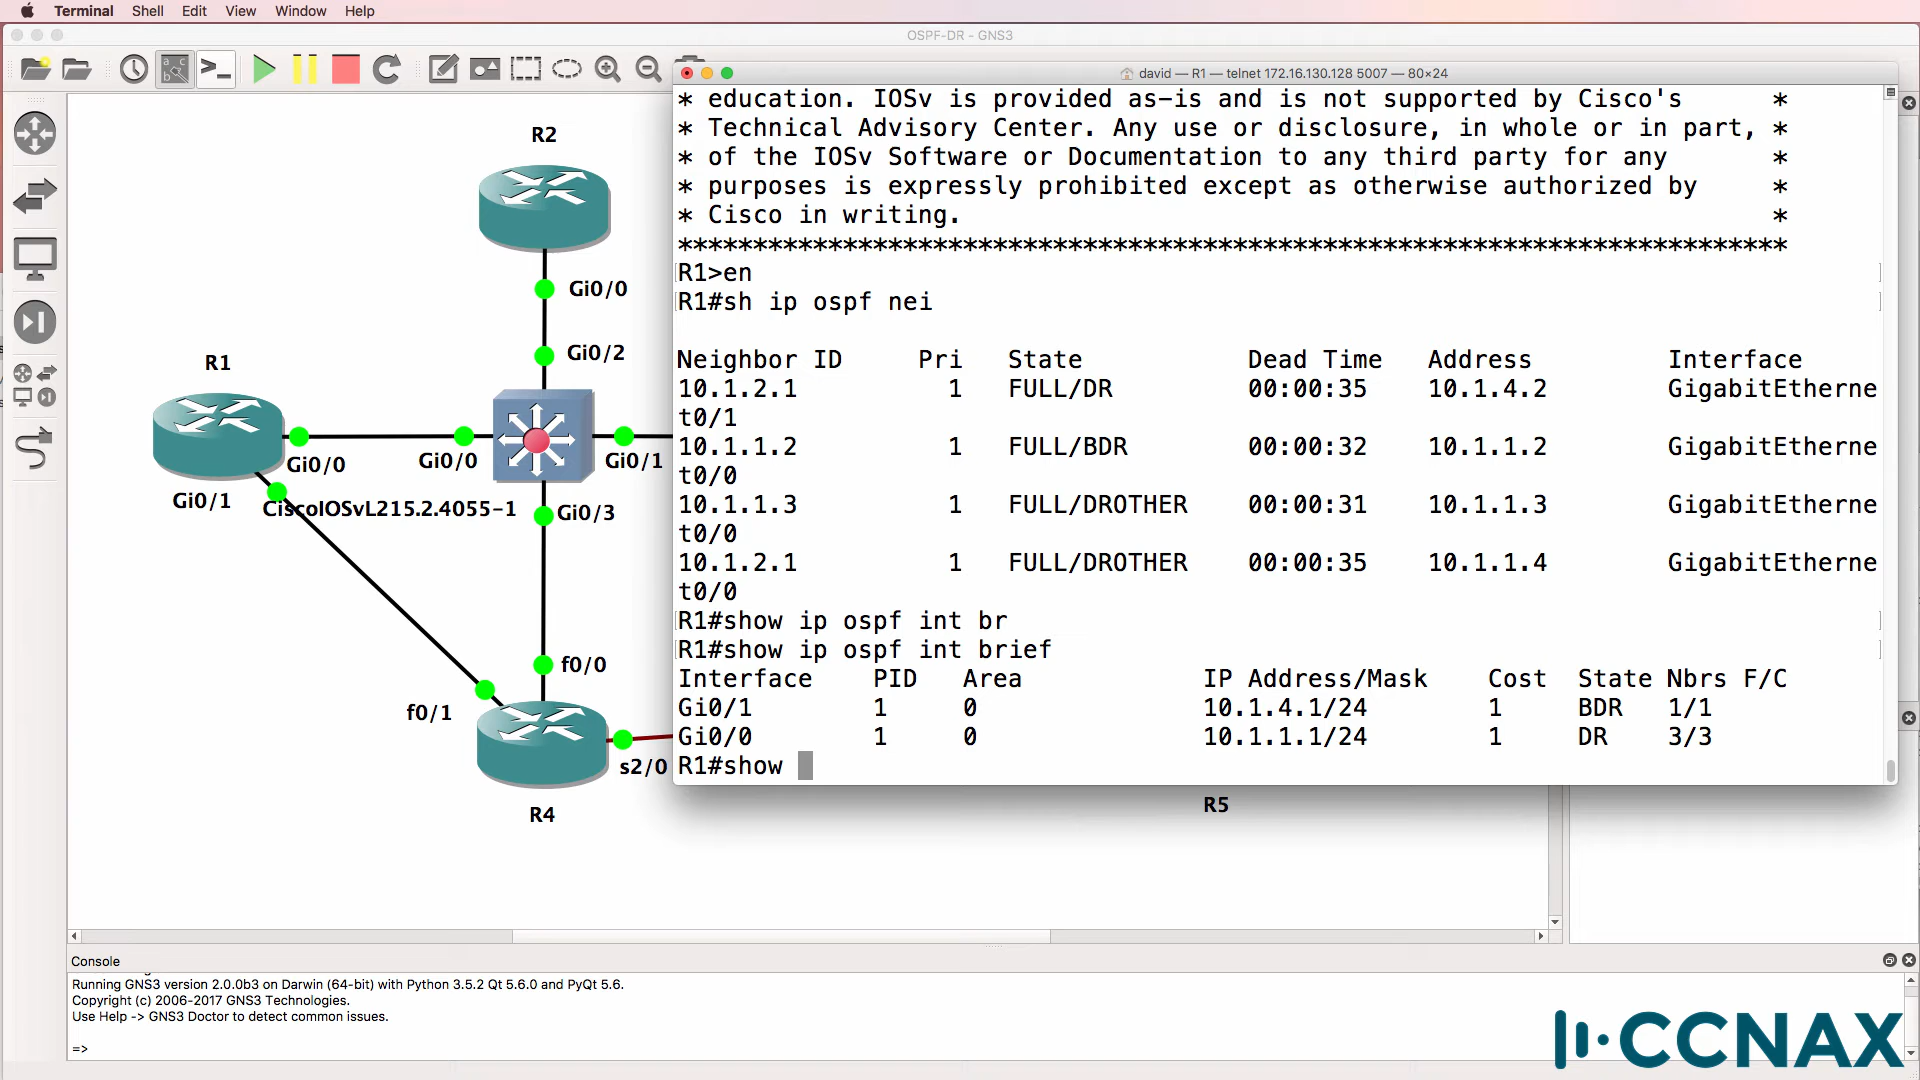 Terminal Shell Edit View Window Help
OSPF-DR - GNS3
david — R1 — telnet 172.16.130.128 5007 — 80×24
* education. IOSv is provided as-is and is not supported by Cisco's *
* Technical Advisory Center. Any use or disclosure, in whole or in part, *
* of the IOSv Software or Documentation to any third party for any *
* purposes is expressly prohibited except as otherwise authorized by *
* Cisco in writing. *
**************************************************************************
R1>en
R1#sh ip ospf nei
Neighbor ID Pri State Dead Time Address Interface
10.1.2.1 1 FULL/DR 00:00:35 10.1.4.2 GigabitEtherne
t0/1
10.1.1.2 1 FULL/BDR 00:00:32 10.1.1.2 GigabitEtherne
t0/0
10.1.1.3 1 FULL/DROTHER 00:00:31 10.1.1.3 GigabitEtherne
t0/0
10.1.2.1 1 FULL/DROTHER 00:00:35 10.1.1.4 GigabitEtherne
t0/0
R1#show ip ospf int br
R1#show ip ospf int brief
Interface PID Area IP Address/Mask Cost State Nbrs F/C
Gi0/1 1 0 10.1.4.1/24 1 BDR 1/1
Gi0/0 1 0 10.1.1.1/24 1 DR 3/3
R1#show
R2
Gi0/0
Gi0/2
R1
Gi0/0
Gi0/0
Gi0/1
Gi0/1
CiscoIOSvL215.2.4055-1
Gi0/3
f0/0
f0/1
s2/0
R4
R5
Console
Running GNS3 version 2.0.0b3 on Darwin (64-bit) with Python 3.5.2 Qt 5.6.0 and PyQt 5.6.
Copyright (c) 2006-2017 GNS3 Technologies.
Use Help -> GNS3 Doctor to detect common issues.
=>
CCNAX